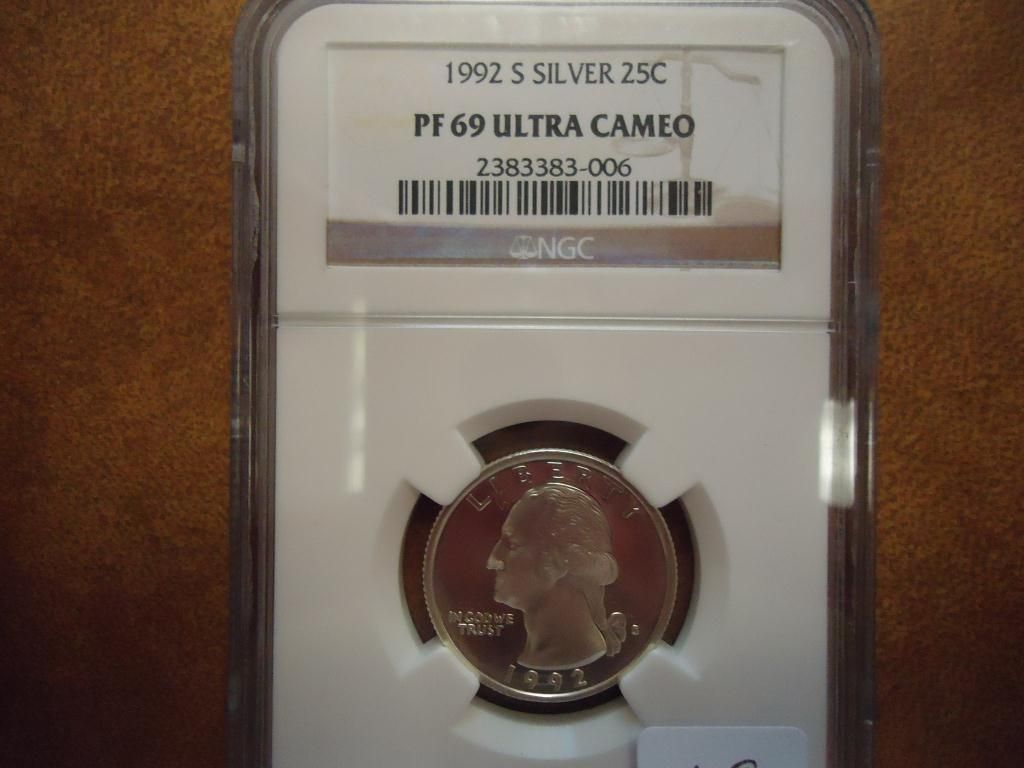 1992 S SILVER 25C
PF 69 ULTRA CAMEO
2383383-006
NGC
LIBERTY
IN GOD WE
TRUST
S
1992